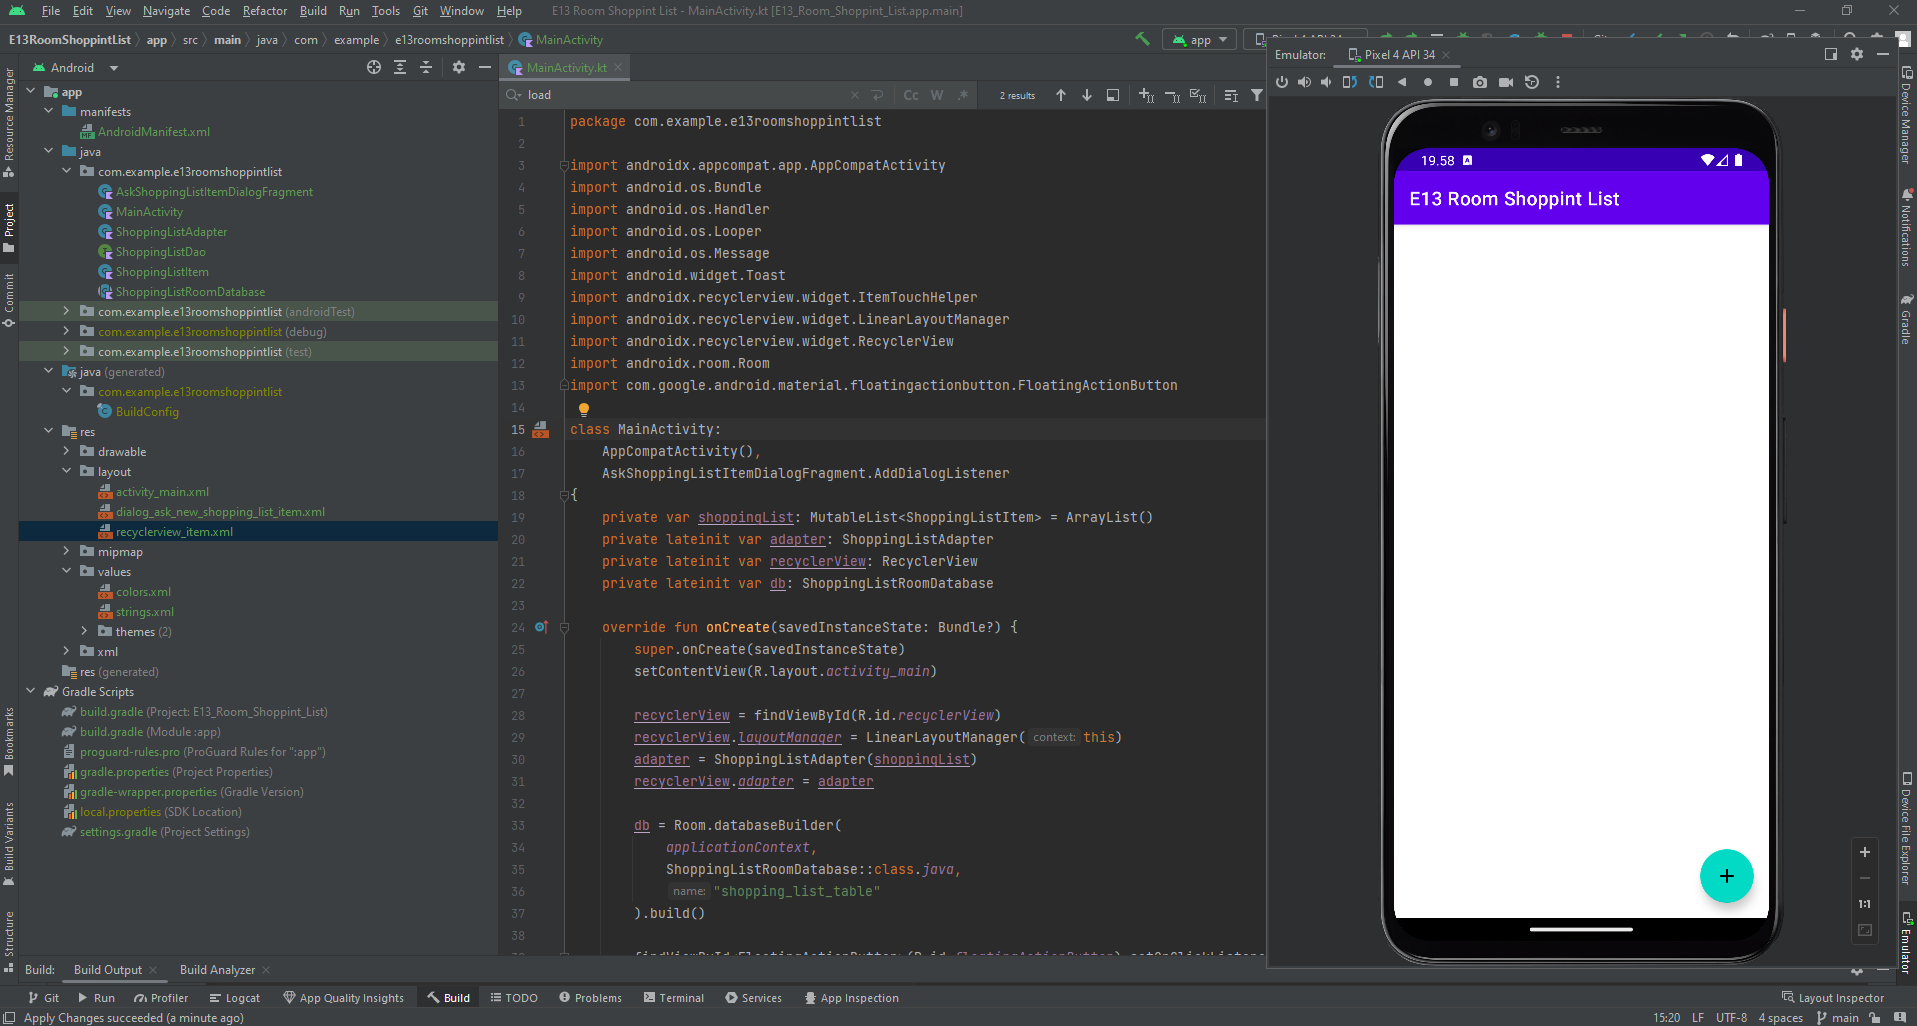 File Edit View Navigate Code Refactor Build Run Tools Git Window Help E13 Room Shoppint List - MainActivity.kt [E13_Room_Shoppint_List.app.main]
E13RoomShoppintList app src main java com example e13roomshoppintlist MainActivity app
Emulator: Pixel 4 API 34
Android
MainActivity.kt
load Cc W .* 2 results
Resource Manager
Project
Commit
Bookmarks
Build Variants
Structure
app
manifests
AndroidManifest.xml
java
com.example.e13roomshoppintlist
AskShoppingListItemDialogFragment
MainActivity
ShoppingListAdapter
ShoppingListDao
ShoppingListItem
ShoppingListRoomDatabase
com.example.e13roomshoppintlist (androidTest)
com.example.e13roomshoppintlist (debug)
com.example.e13roomshoppintlist (test)
java (generated)
com.example.e13roomshoppintlist
BuildConfig
res
drawable
layout
activity_main.xml
dialog_ask_new_shopping_list_item.xml
recyclerview_item.xml
mipmap
values
colors.xml
strings.xml
themes (2)
xml
res (generated)
Gradle Scripts
build.gradle (Project: E13_Room_Shoppint_List)
build.gradle (Module :app)
proguard-rules.pro (ProGuard Rules for ":app")
gradle.properties (Project Properties)
gradle-wrapper.properties (Gradle Version)
local.properties (SDK Location)
settings.gradle (Project Settings)
1 package com.example.e13roomshoppintlist
2
3 import androidx.appcompat.app.AppCompatActivity
4 import android.os.Bundle
5 import android.os.Handler
6 import android.os.Looper
7 import android.os.Message
8 import android.widget.Toast
9 import androidx.recyclerview.widget.ItemTouchHelper
10 import androidx.recyclerview.widget.LinearLayoutManager
11 import androidx.recyclerview.widget.RecyclerView
12 import androidx.room.Room
13 import com.google.android.material.floatingactionbutton.FloatingActionButton
14
15 class MainActivity:
16 AppCompatActivity(),
17 AskShoppingListItemDialogFragment.AddDialogListener
18 {
19 private var shoppingList: MutableList<ShoppingListItem> = ArrayList()
20 private lateinit var adapter: ShoppingListAdapter
21 private lateinit var recyclerView: RecyclerView
22 private lateinit var db: ShoppingListRoomDatabase
23
24 override fun onCreate(savedInstanceState: Bundle?) {
25 super.onCreate(savedInstanceState)
26 setContentView(R.layout.activity_main)
27
28 recyclerView = findViewById(R.id.recyclerView)
29 recyclerView.layoutManager = LinearLayoutManager( context: this)
30 adapter = ShoppingListAdapter(shoppingList)
31 recyclerView.adapter = adapter
32
33 db = Room.databaseBuilder(
34 applicationContext,
35 ShoppingListRoomDatabase::class.java,
36 name: "shopping_list_table"
37 ).build()
38
19.58
E13 Room Shoppint List
+
1:1
Device Manager
Notifications
Gradle
Device File Explorer
Emulator
Build: Build Output Build Analyzer
Git Run Profiler Logcat App Quality Insights Build TODO Problems Terminal Services App Inspection Layout Inspector
Apply Changes succeeded (a minute ago) 15:20 LF UTF-8 4 spaces main